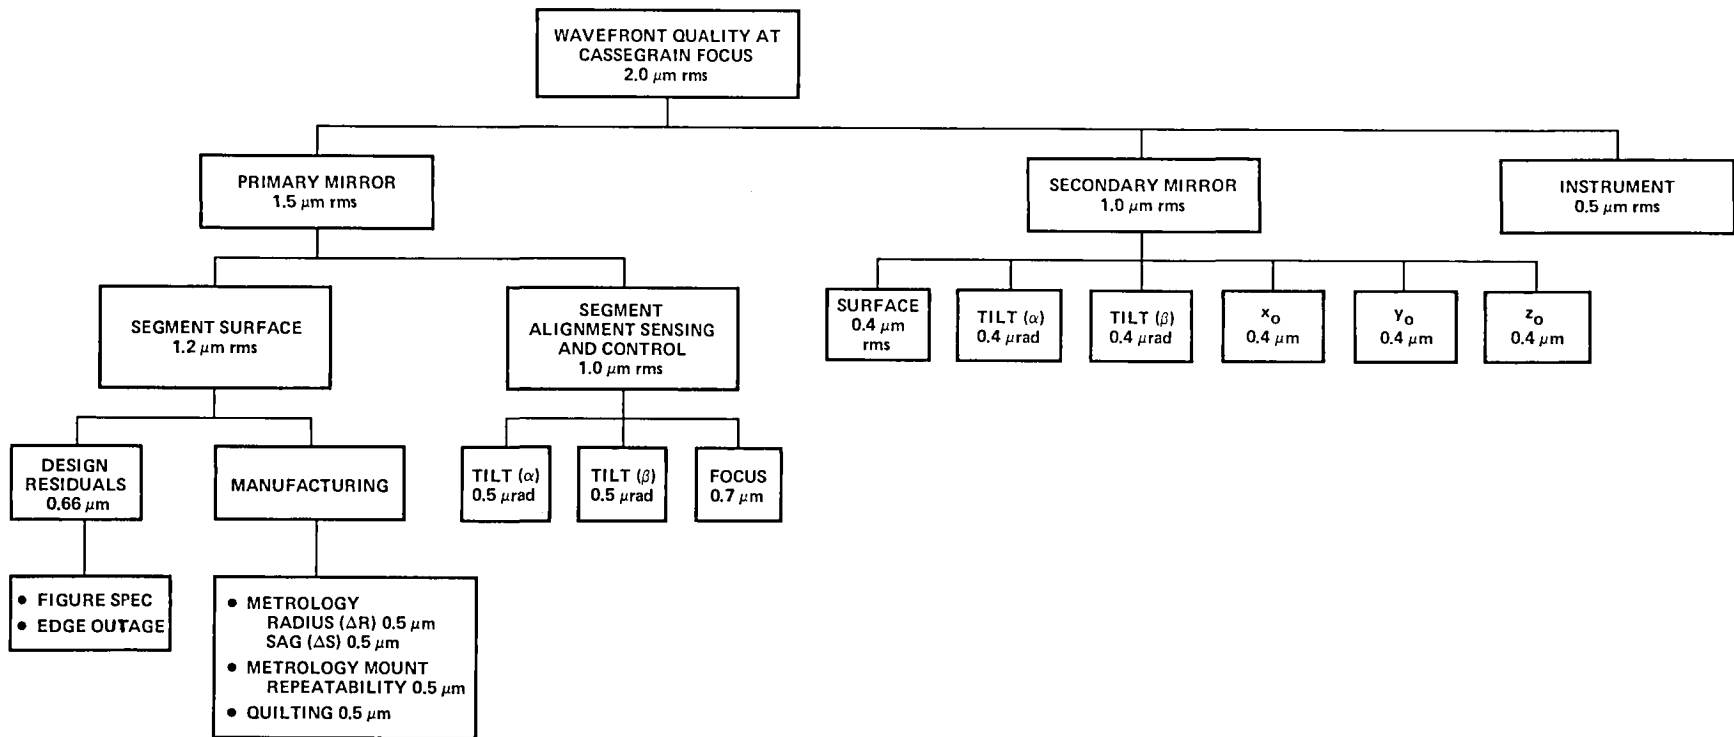 WAVEFRONT QUALITY AT
CASSEGRAIN FOCUS
2.0 μm rms
PRIMARY MIRROR
1.5 μm rms
SECONDARY MIRROR
1.0 μm rms
INSTRUMENT
0.5 μm rms
SEGMENT SURFACE
1.2 μm rms
SEGMENT
ALIGNMENT SENSING
AND CONTROL
1.0 μm rms
SURFACE
0.4 μm
rms
TILT (α)
0.4 μrad
TILT (β)
0.4 μrad
x₀
0.4 μm
y₀
0.4 μm
z₀
0.4 μm
DESIGN
RESIDUALS
0.66 μm
MANUFACTURING
TILT (α)
0.5 μrad
TILT (β)
0.5 μrad
FOCUS
0.7 μm
• FIGURE SPEC
• EDGE OUTAGE
• METROLOGY
RADIUS (ΔR) 0.5 μm
SAG (ΔS) 0.5 μm
• METROLOGY MOUNT
REPEATABILITY 0.5 μm
• QUILTING 0.5 μm